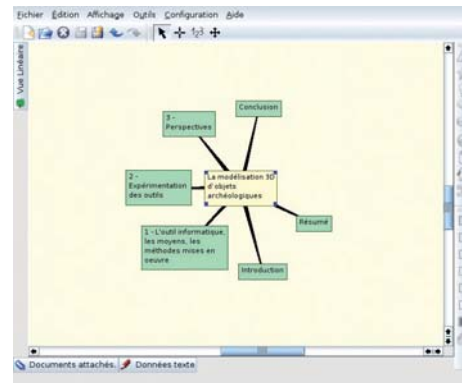 Fichier Édition Affichage Outils Configuration Aide
123
Vue Linéaire
Conclusion
3 -
Perspectives
La modélisation 3D
d'objets
archéologiques
2 -
Expérimentation
des outils
Résumé
1 - L'outil informatique,
les moyens, les
méthodes mises en
oeuvre
Introduction
Documents attachés. Données texte